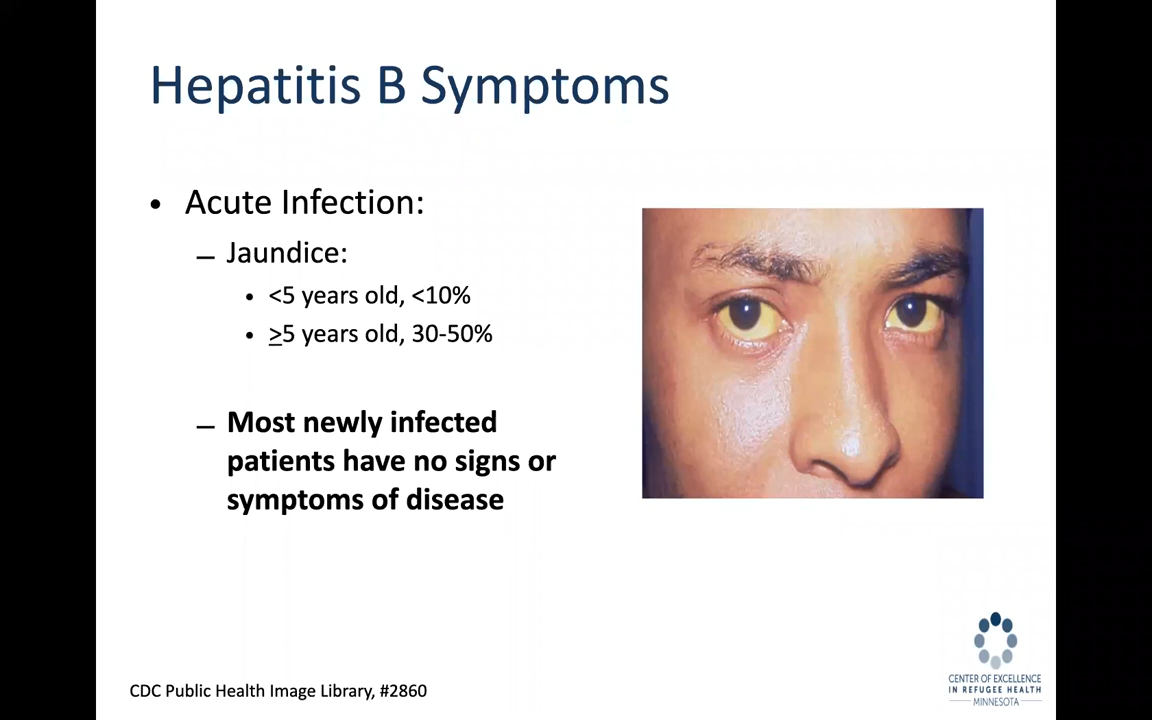 Hepatitis B Symptoms
• Acute Infection:
– Jaundice:
• <5 years old, <10%
• ≥5 years old, 30-50%
– Most newly infected
patients have no signs or
symptoms of disease
CDC Public Health Image Library, #2860
CENTER OF EXCELLENCE
IN REFUGEE HEALTH
MINNESOTA